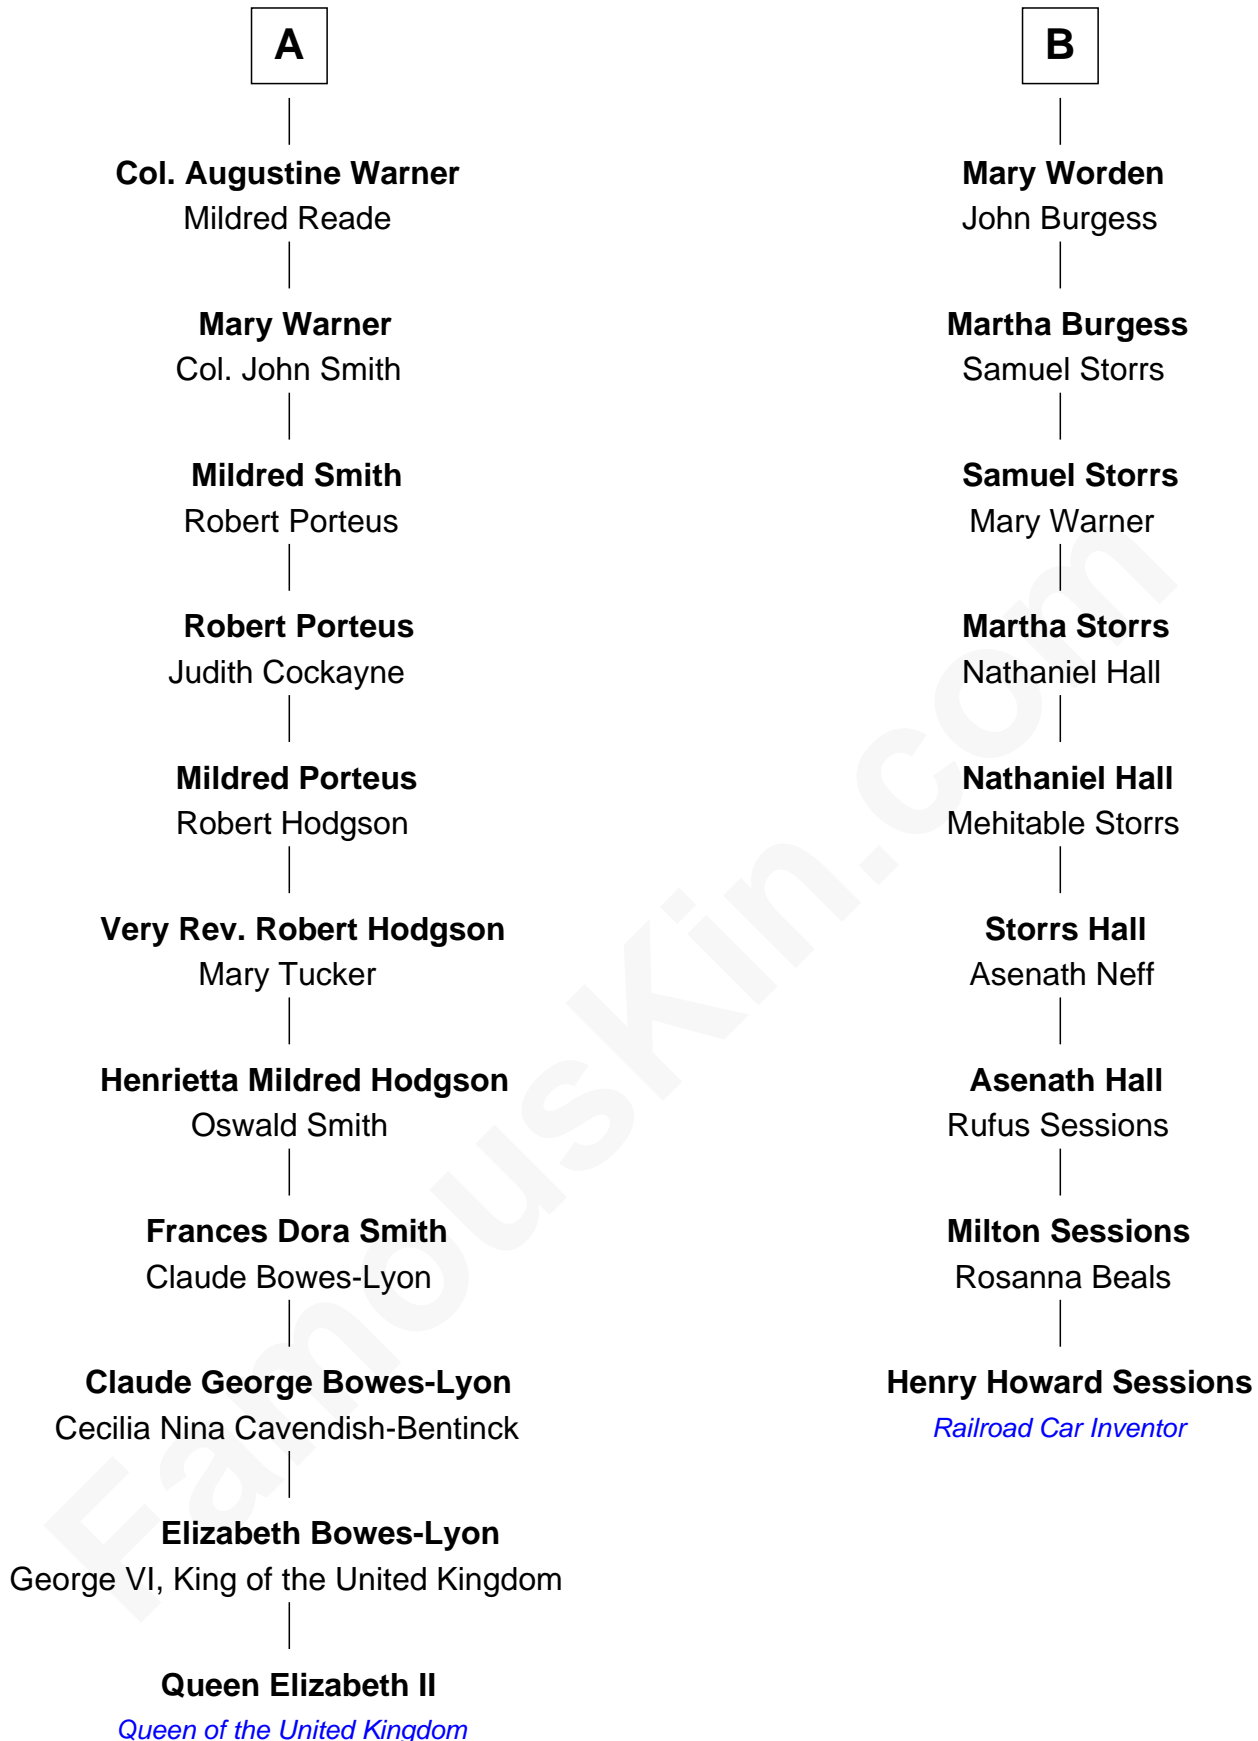 A
Col. Augustine Warner
Mildred Reade
Mary Warner
Col. John Smith
Mildred Smith
Robert Porteus
Robert Porteus
Judith Cockayne
Mildred Porteus
Robert Hodgson
Very Rev. Robert Hodgson
Mary Tucker
Henrietta Mildred Hodgson
Oswald Smith
Frances Dora Smith
Claude Bowes-Lyon
Claude George Bowes-Lyon
Cecilia Nina Cavendish-Bentinck
Elizabeth Bowes-Lyon
George VI, King of the United Kingdom
Queen Elizabeth II
Queen of the United Kingdom
B
Mary Worden
John Burgess
Martha Burgess
Samuel Storrs
Samuel Storrs
Mary Warner
Martha Storrs
Nathaniel Hall
Nathaniel Hall
Mehitable Storrs
Storrs Hall
Asenath Neff
Asenath Hall
Rufus Sessions
Milton Sessions
Rosanna Beals
Henry Howard Sessions
Railroad Car Inventor
FamousKin.com